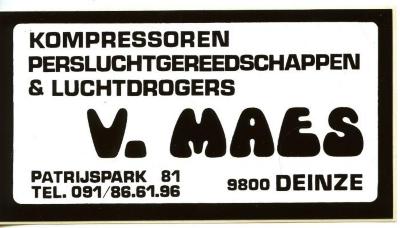 KOMPRESSOREN
PERSLUCHTGEREEDSCHAPPEN
& LUCHTDROGERS
V. MAES
PATRIJSPARK 81
TEL. 091/86.61.96
9800 DEINZE